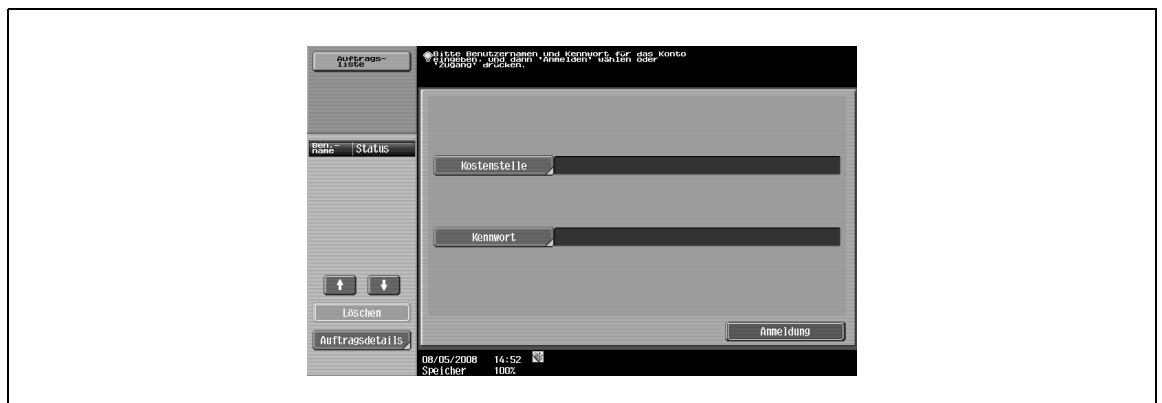 Auftrags-
liste
Bitte Benutzernamen und Kennwort für das Konto
eingeben, und dann 'Anmelden' wählen oder
'Zugang' drücken.
Ben.-
name
Status
Kostenstelle
Kennwort
Löschen
Auftragsdetails
Anmeldung
08/05/2008 14:52
Speicher 100%